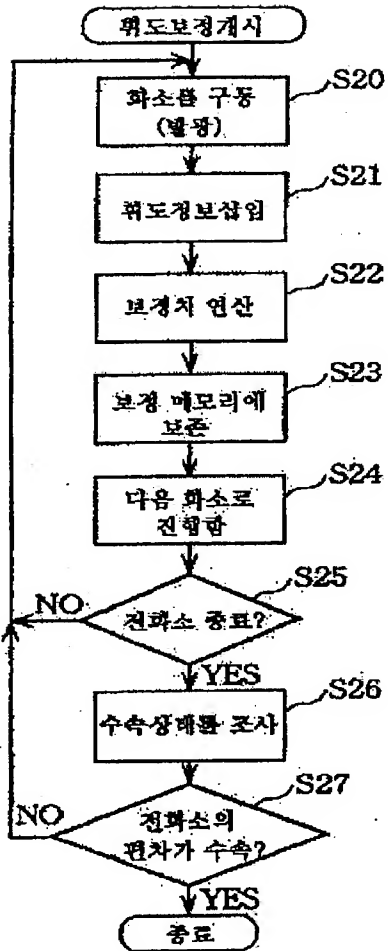 휘도보정개시
S20
화소를 구동
(발광)
S21
휘도정보삽입
S22
보정치 연산
S23
보정 메모리에
보존
S24
다음 화소로
진행함
S25
전화소 종료?
NO
YES
S26
수속상태를 조사
S27
전화소의
편차가 수속?
NO
YES
종료